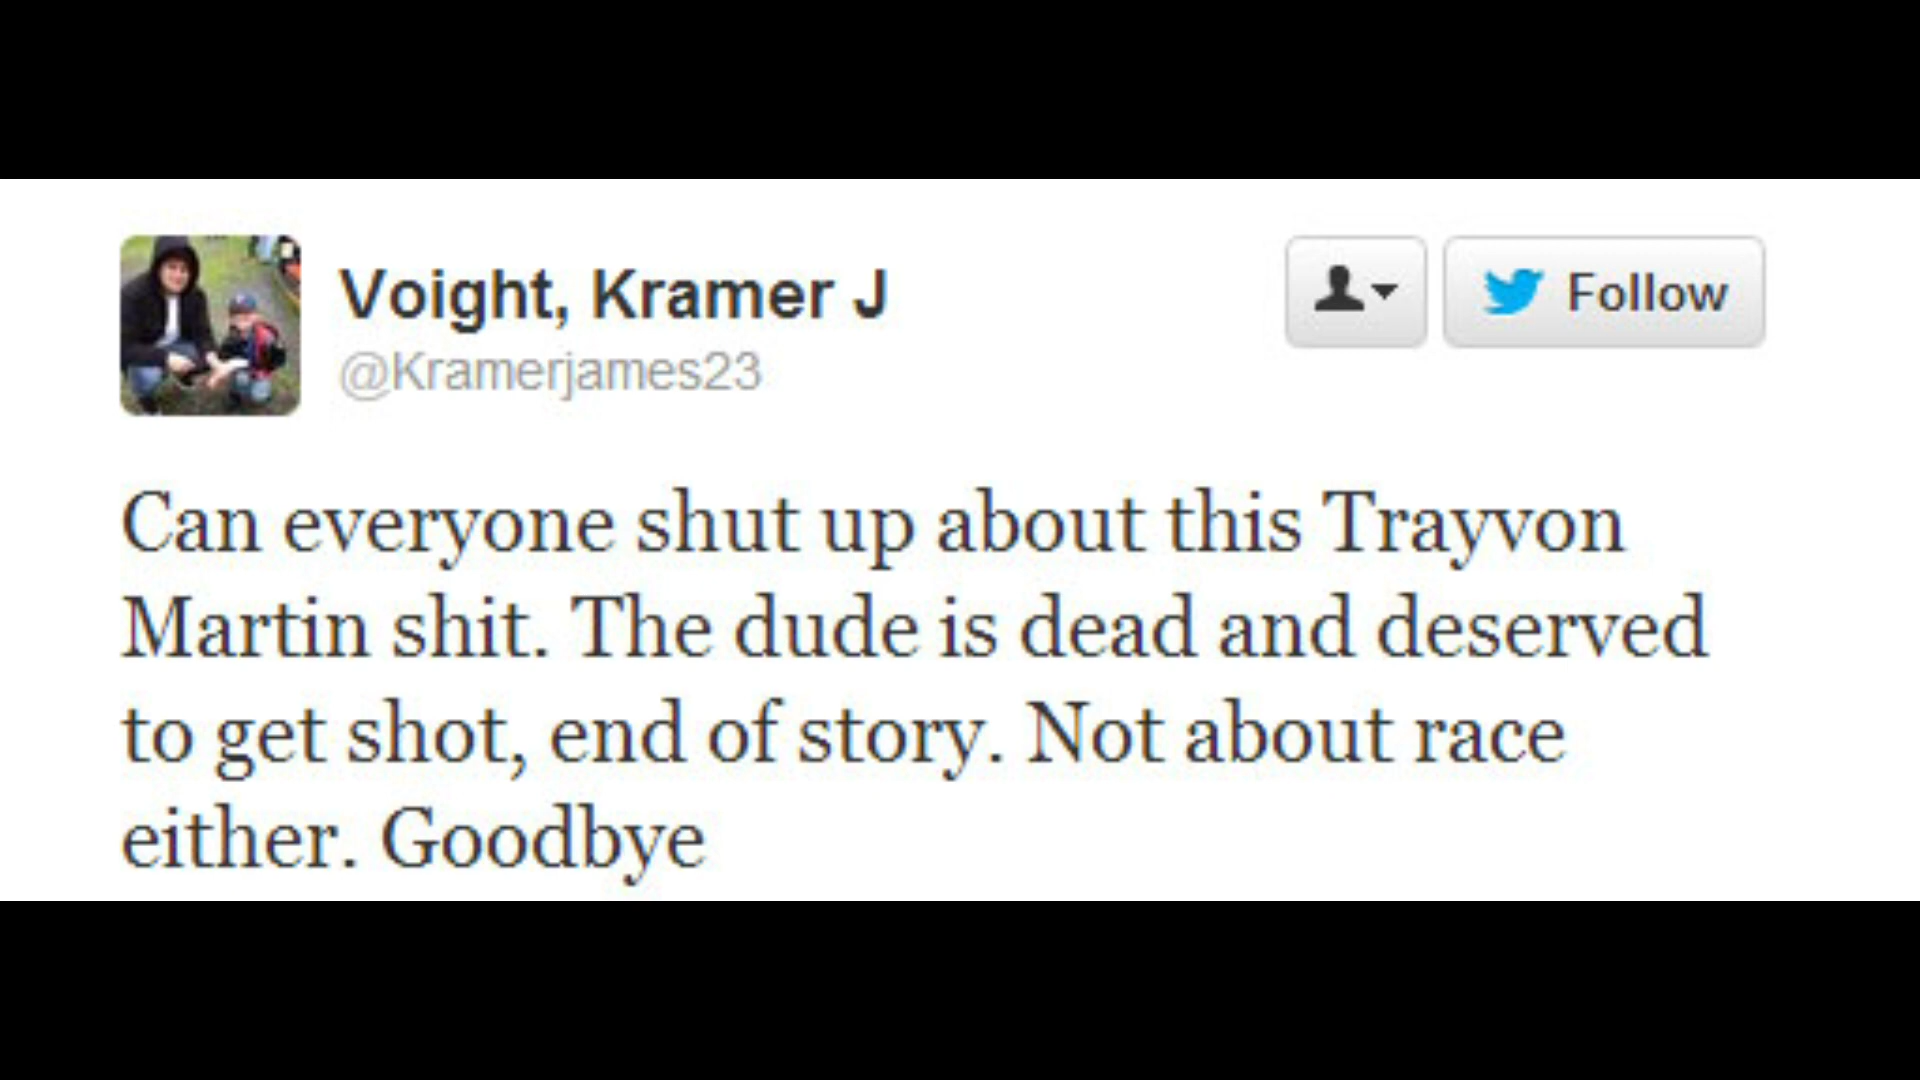 Voight, Kramer J
@Kramerjames23
Follow
Can everyone shut up about this Trayvon
Martin shit. The dude is dead and deserved
to get shot, end of story. Not about race
either. Goodbye